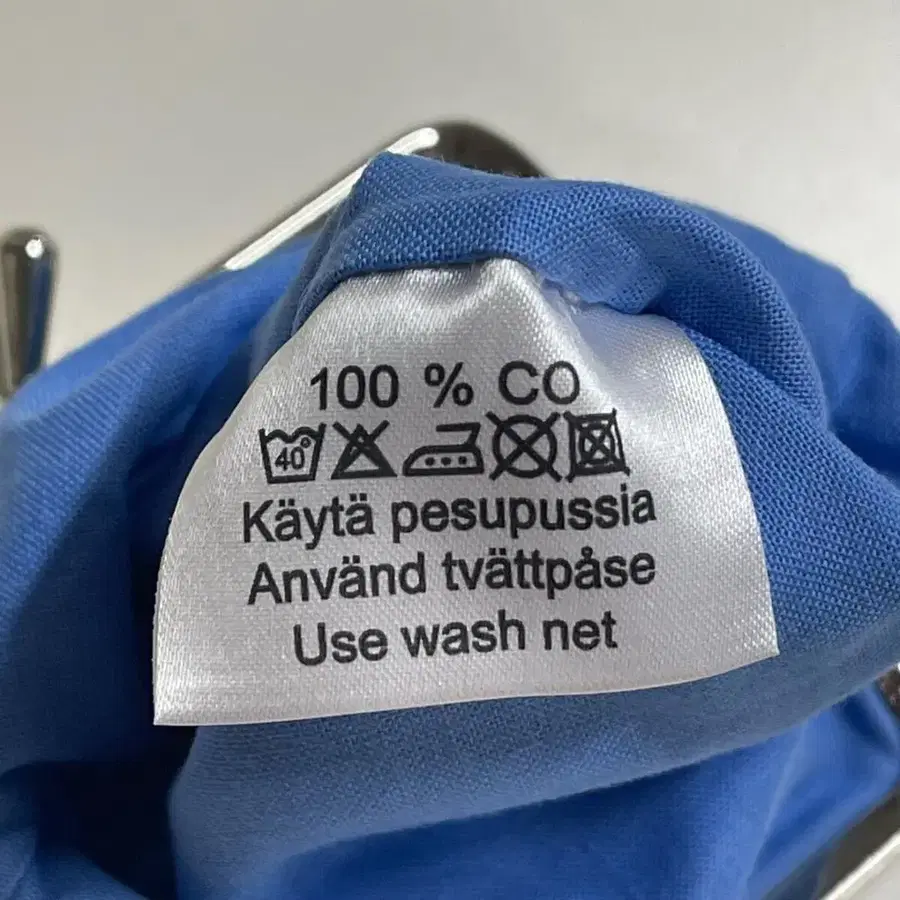 100 % CO
40°
Käytä pesupussia
Använd tvättpåse
Use wash net